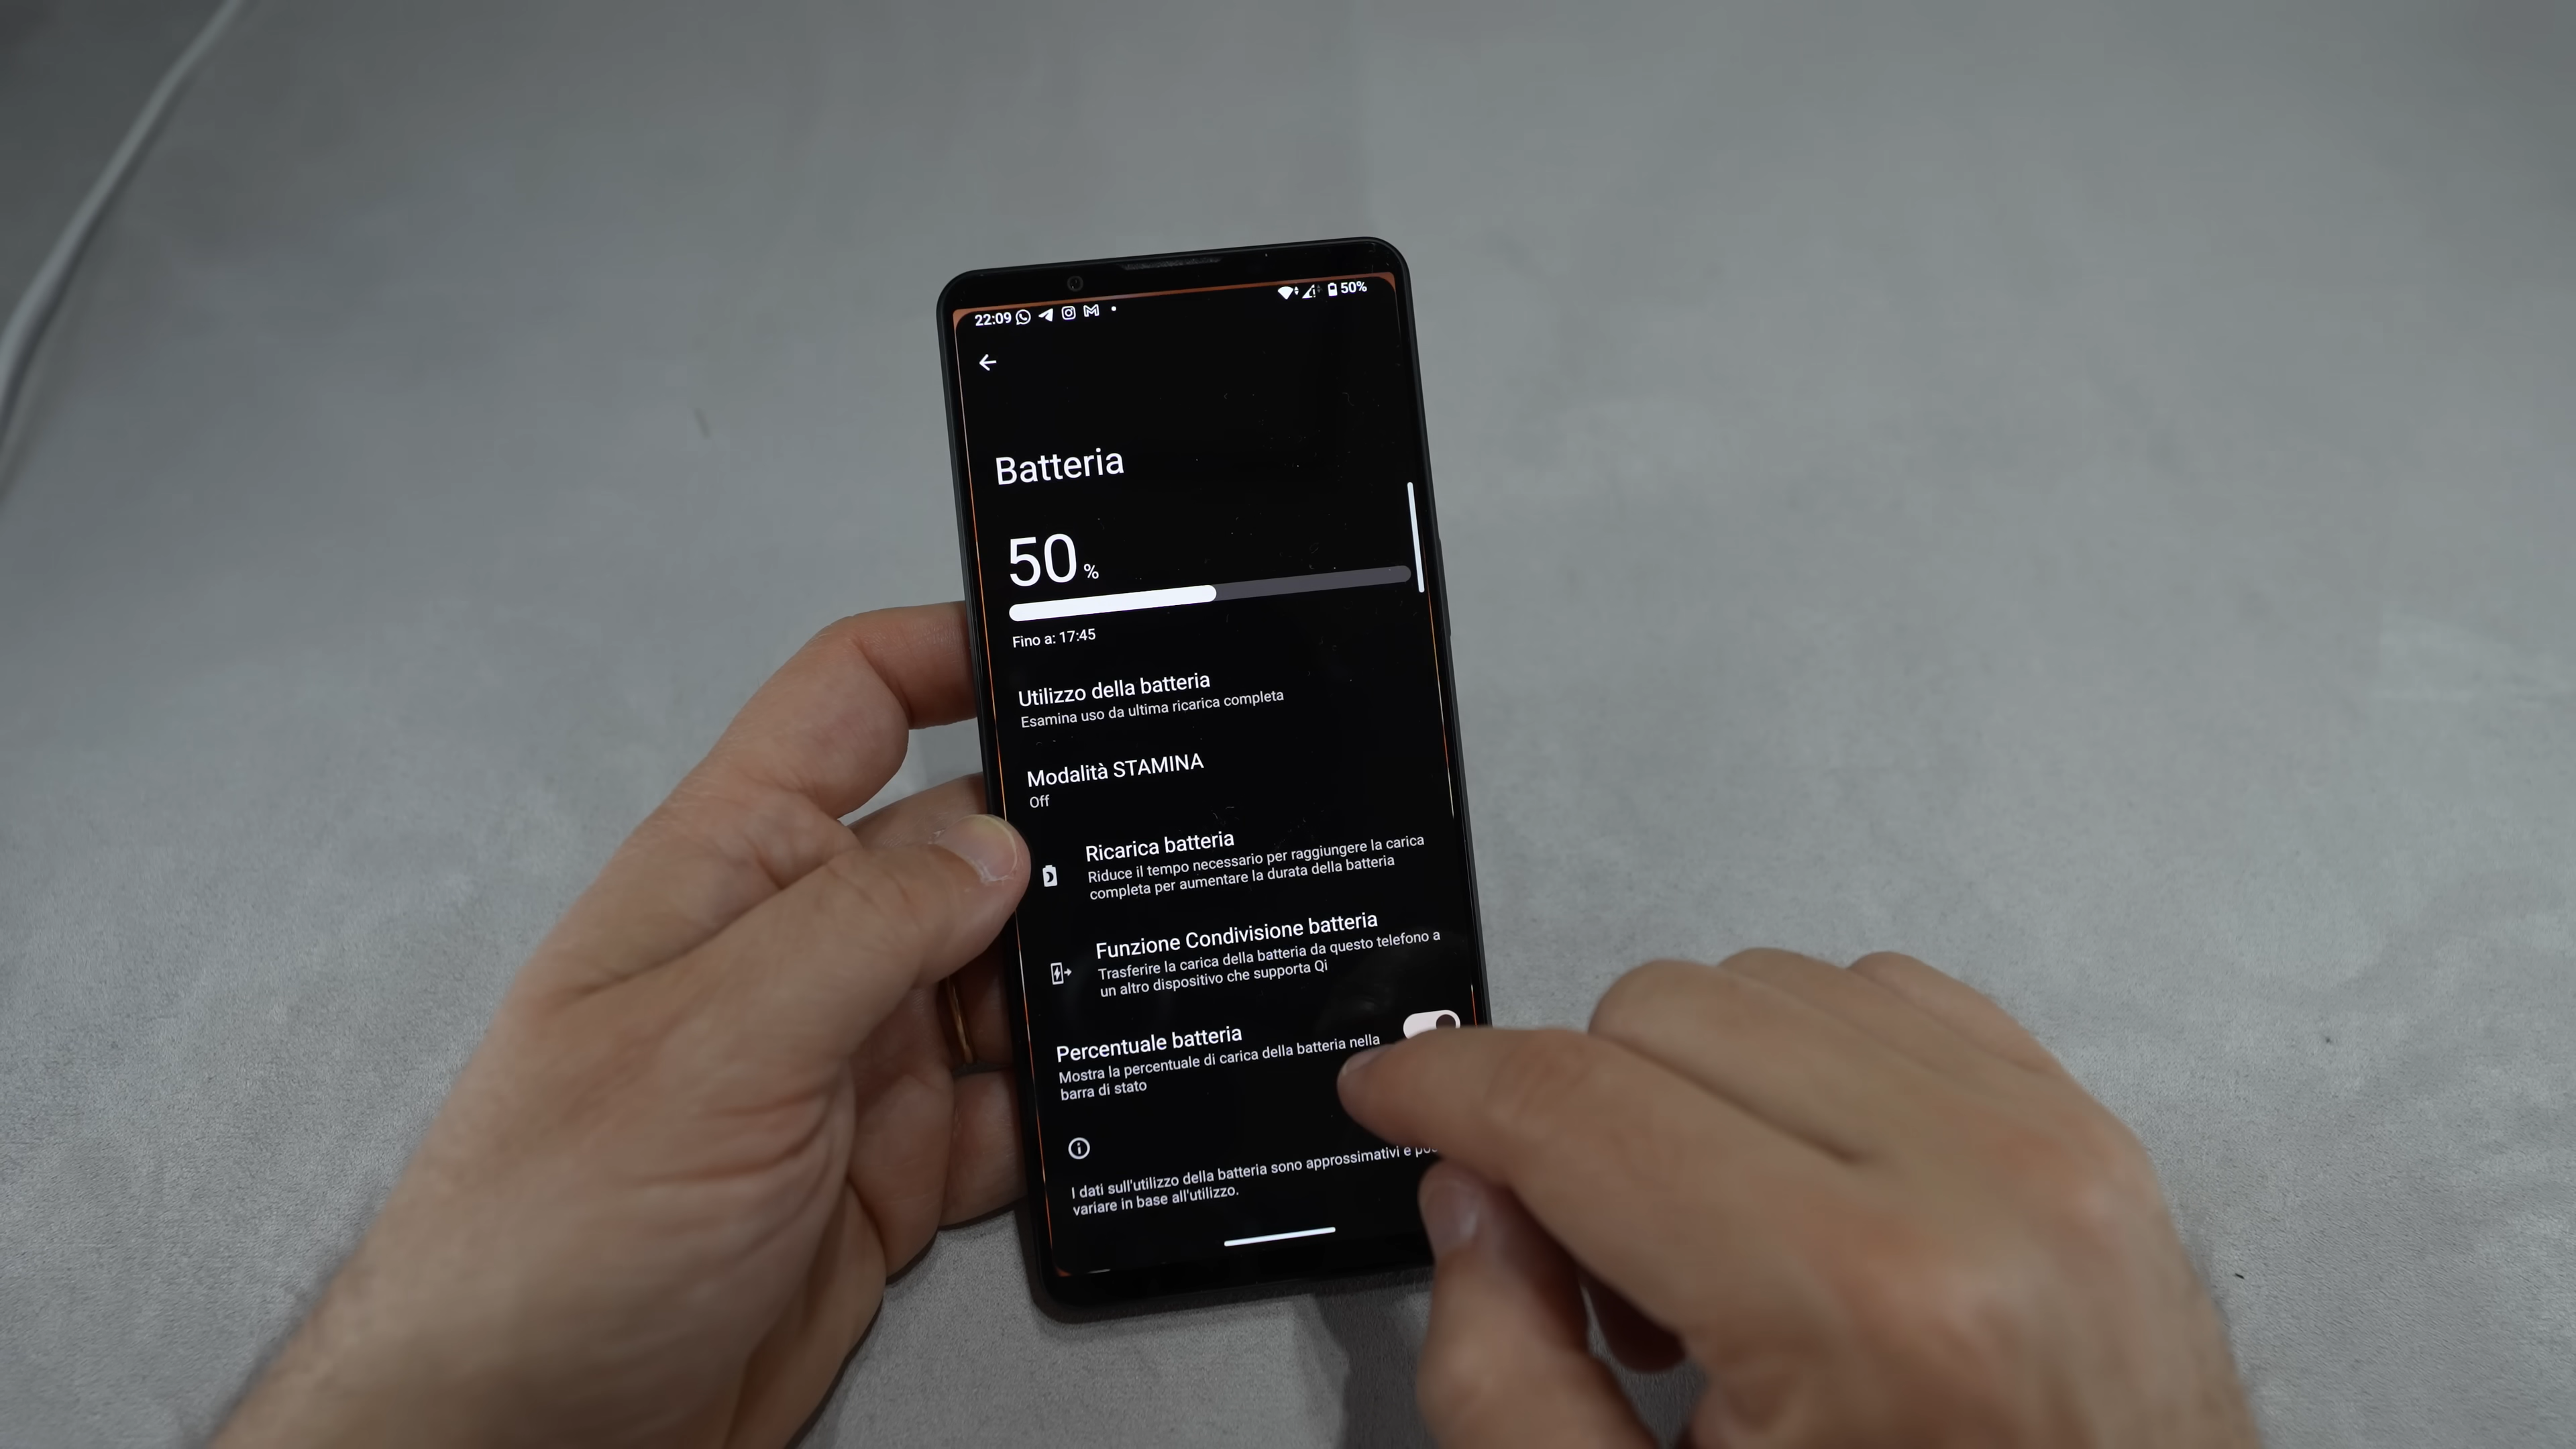 22:09 50%
Batteria
50%
Fino a: 17:45
Utilizzo della batteria
Esamina uso da ultima ricarica completa
Modalità STAMINA
Off
Ricarica batteria
Riduce il tempo necessario per raggiungere la carica
completa per aumentare la durata della batteria
Funzione Condivisione batteria
Trasferire la carica della batteria da questo telefono a
un altro dispositivo che supporta Qi
Percentuale batteria
Mostra la percentuale di carica della batteria nella
barra di stato
I dati sull'utilizzo della batteria sono approssimativi e
variare in base all'utilizzo.